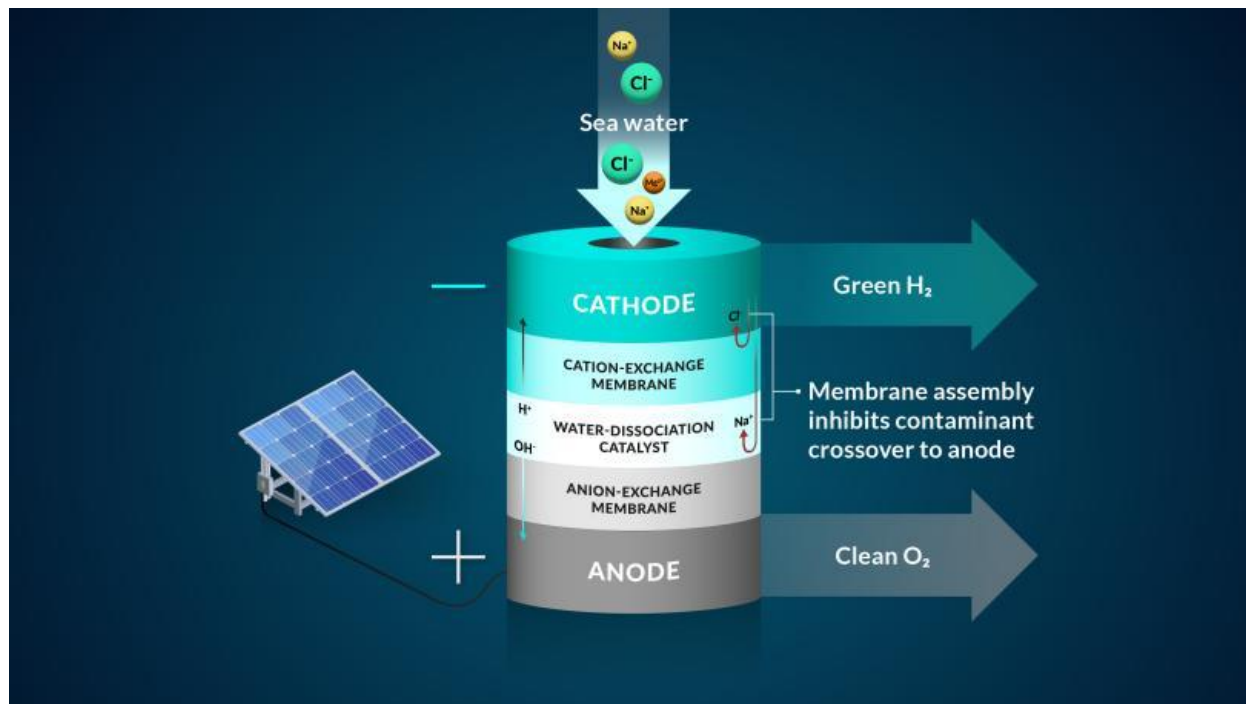 Na⁺
Cl⁻
Sea water
Cl⁻
Mg²⁺
Na⁺
CATHODE
Green H₂
Cl⁻
CATION-EXCHANGE
MEMBRANE
Membrane assembly
inhibits contaminant
crossover to anode
H⁺
Na⁺
WATER-DISSOCIATION
CATALYST
OH⁻
ANION-EXCHANGE
MEMBRANE
ANODE
Clean O₂